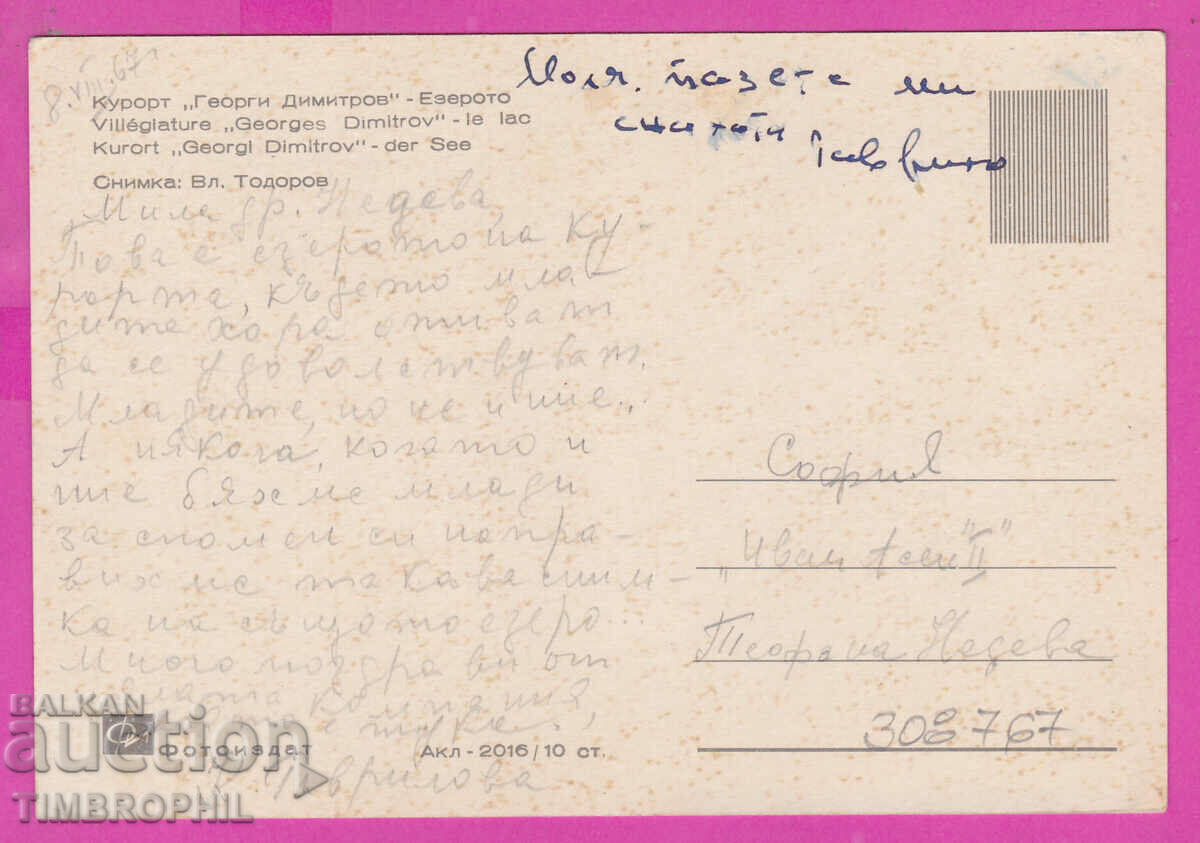 8.VIII.67
Моля, пазете ми
снимката
Курорт „Георги Димитров" - Езерото
Villégiature „Georges Dimitrov" - le lac
Kurort „Georgi Dimitrov" - der See
Снимка: Вл. Тодоров
Мила др. Недева,
Това е езерото на ку-
рорта, където мла-
дите хора отиват
да се удоволствуват.
Младите, но не и ние..
А някога, когато и
ние бяхме млади
за спомен си напра-
вихме такава сним-
ка на същото езеро...
Много поздрави от
компания,
Гаврилова
София
„Иван Асен II"
Теофана Недева
308767
BALKAN
auction
TIMBROPHIL
Фотоиздат
Акл - 2016/10 ст.